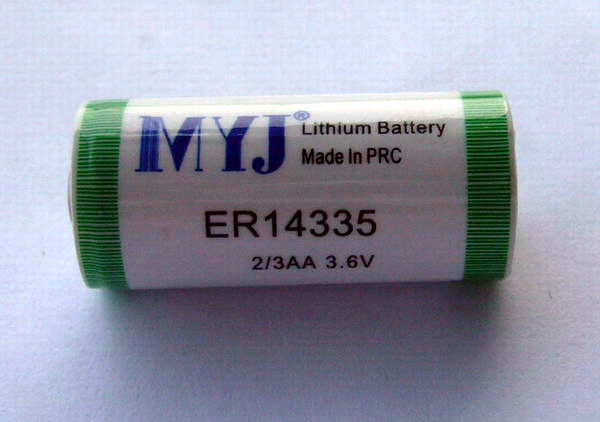 MYJ®
Lithium Battery
Made In PRC
ER14335
2/3AA 3.6V